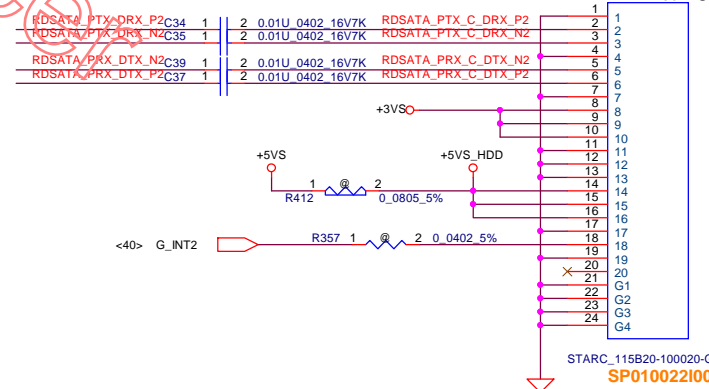 RDSATA_PTX_DRX_P2 C34 1 2 0.01U_0402_16V7K RDSATA_PTX_C_DRX_P2
RDSATA_PTX_DRX_N2 C35 1 2 0.01U_0402_16V7K RDSATA_PTX_C_DRX_N2
RDSATA_PRX_DTX_N2 C39 1 2 0.01U_0402_16V7K RDSATA_PRX_C_DTX_N2
RDSATA_PRX_DTX_P2 C37 1 2 0.01U_0402_16V7K RDSATA_PRX_C_DTX_P2
+3VS
+5VS +5VS_HDD
1 @ 2
R412 0_0805_5%
<40> G_INT2 R357 1 @ 2 0_0402_5%
1 1
2 2
3 3
4 4
5 5
6 6
7 7
8 8
9 9
10 10
11 11
12 12
13 13
14 14
15 15
16 16
17 17
18 18
19 19
20 20
21 G1
22 G2
23 G3
24 G4
STARC_115B20-100020-
SP010022I00